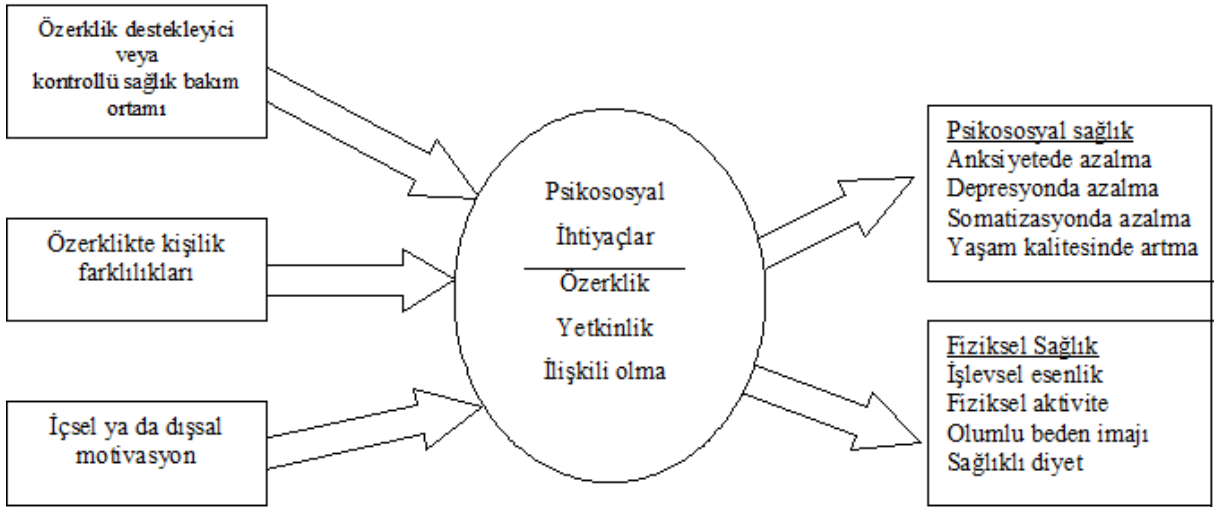 Özerklik destekleyici
veya
kontrollü sağlık bakım
ortamı
Özerklikte kişilik
farklılıkları
İçsel ya da dışsal
motivasyon
Psikososyal
İhtiyaçlar
Özerklik
Yetkinlik
İlişkili olma
Psikososyal sağlık
Anksiyetede azalma
Depresyonda azalma
Somatizasyonda azalma
Yaşam kalitesinde artma
Fiziksel Sağlık
İşlevsel esenlik
Fiziksel aktivite
Olumlu beden imajı
Sağlıklı diyet